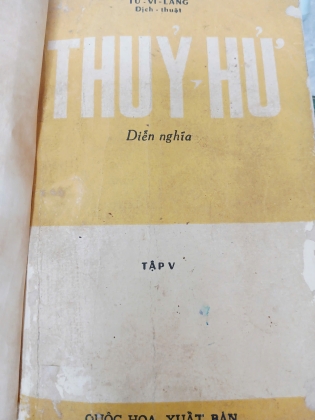 TỬ-VI-LANG
Dịch-thuật
THUỶ-HỬ
Diễn nghĩa
TẬP V
QUỐC HOA XUẤT BẢN